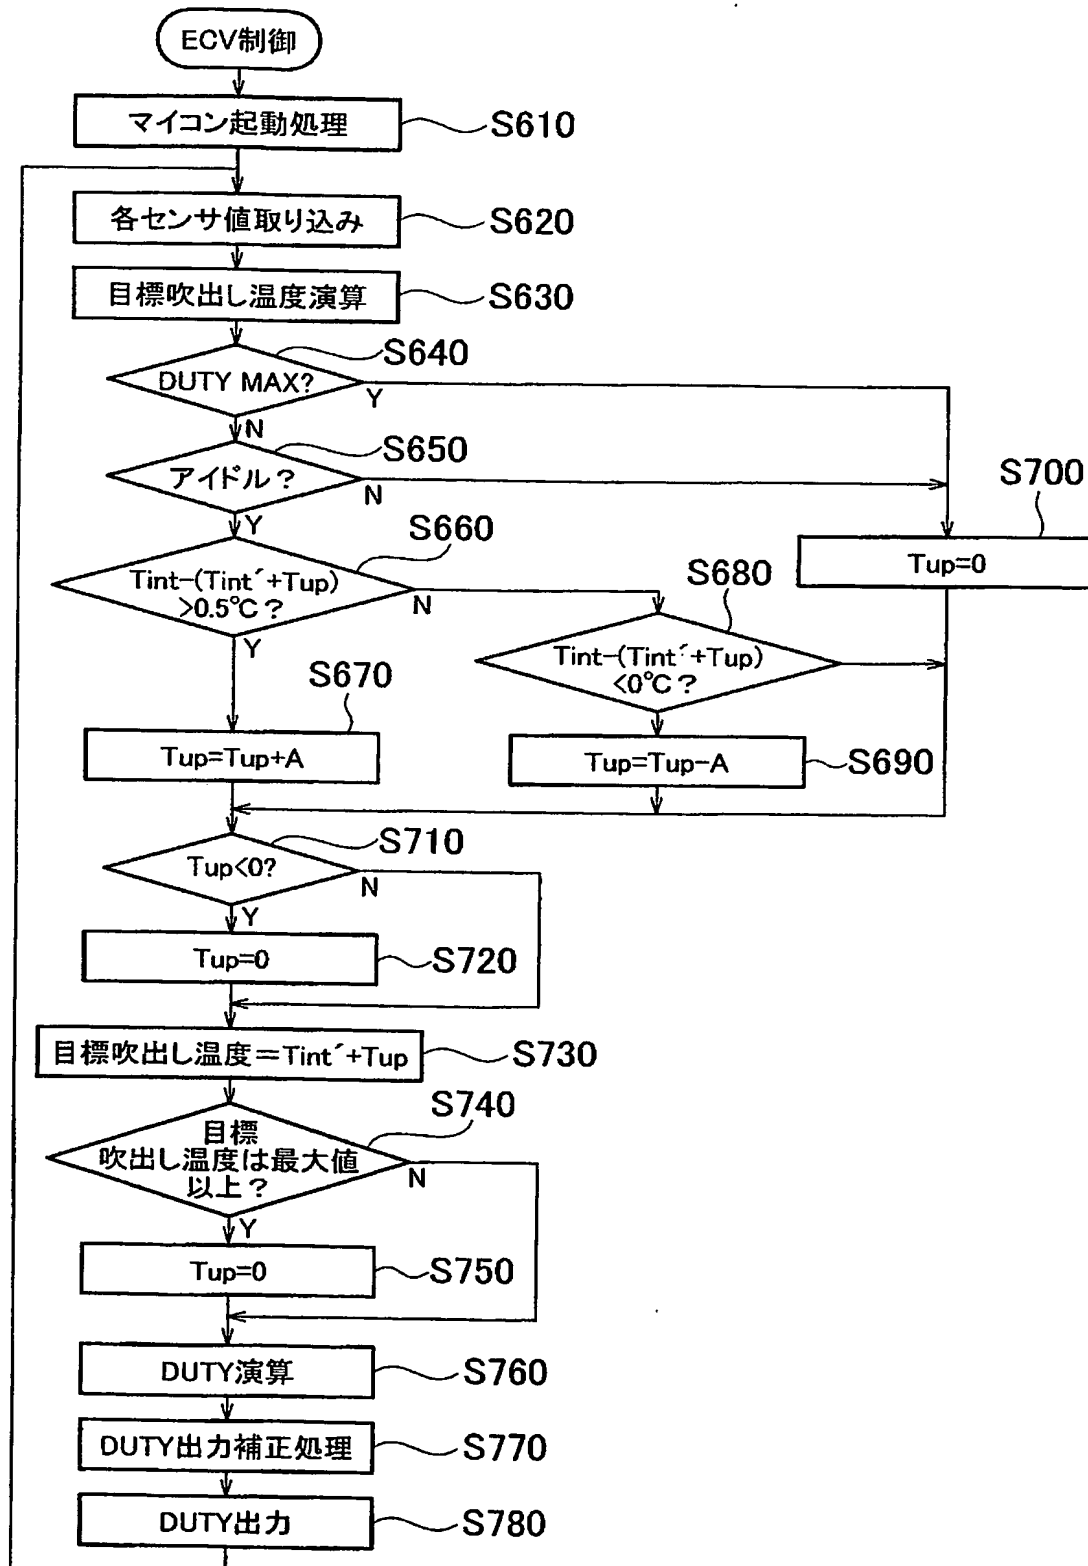 ECV制御
マイコン起動処理
S610
各センサ値取り込み
S620
目標吹出し温度演算
S630
S640
DUTY MAX?
Y
N
S650
アイドル？
N
Y
S700
Tup=0
S660
Tint-(Tint´+Tup)
>0.5℃？
N
Y
S680
Tint-(Tint´+Tup)
<0℃？
S670
Tup=Tup+A
Tup=Tup-A
S690
S710
Tup<0?
N
Y
Tup=0
S720
目標吹出し温度＝Tint´+Tup
S730
S740
目標
吹出し温度は最大値
以上？
N
Y
Tup=0
S750
DUTY演算
S760
DUTY出力補正処理
S770
DUTY出力
S780